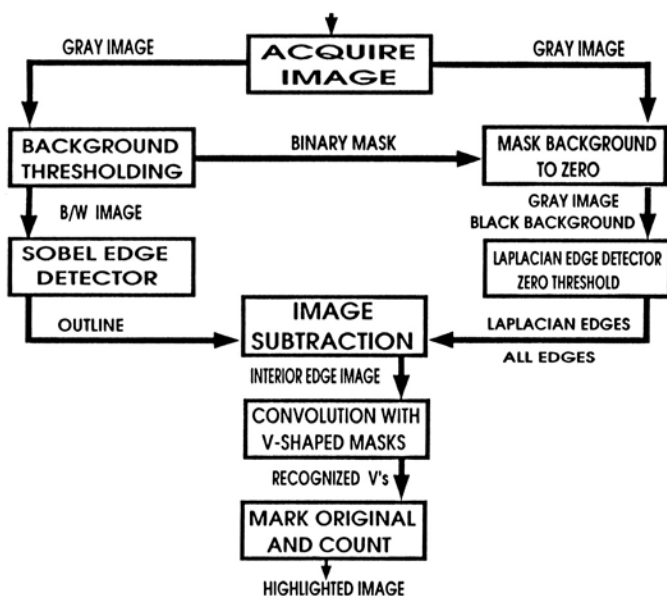 GRAY IMAGE
ACQUIRE
IMAGE
GRAY IMAGE
BACKGROUND
THRESHOLDING
BINARY MASK
MASK BACKGROUND
TO ZERO
B/W IMAGE
GRAY IMAGE
BLACK BACKGROUND
SOBEL EDGE
DETECTOR
LAPLACIAN EDGE DETECTOR
ZERO THRESHOLD
OUTLINE
IMAGE
SUBTRACTION
LAPLACIAN EDGES
ALL EDGES
INTERIOR EDGE IMAGE
CONVOLUTION WITH
V-SHAPED MASKS
RECOGNIZED V's
MARK ORIGINAL
AND COUNT
HIGHLIGHTED IMAGE